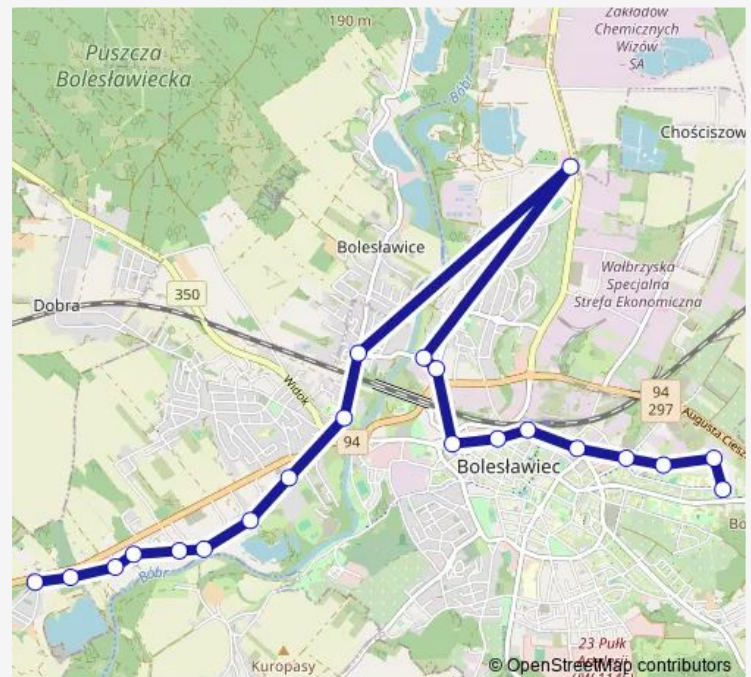 190 m
Zakładów
Chemicznych
Wizów
SA
Puszcza
Bolesławiecka
Bóbr
Chościszow
Bolesławice
Wałbrzyska
Specjalna
Strefa Ekonomiczna
350
Dobra
Widok
94
297
Augusta Ciesz
94
Bolesławiec
Bo
Bóbr
23 Pułk
Kuropasy
© OpenStreetMap contributors